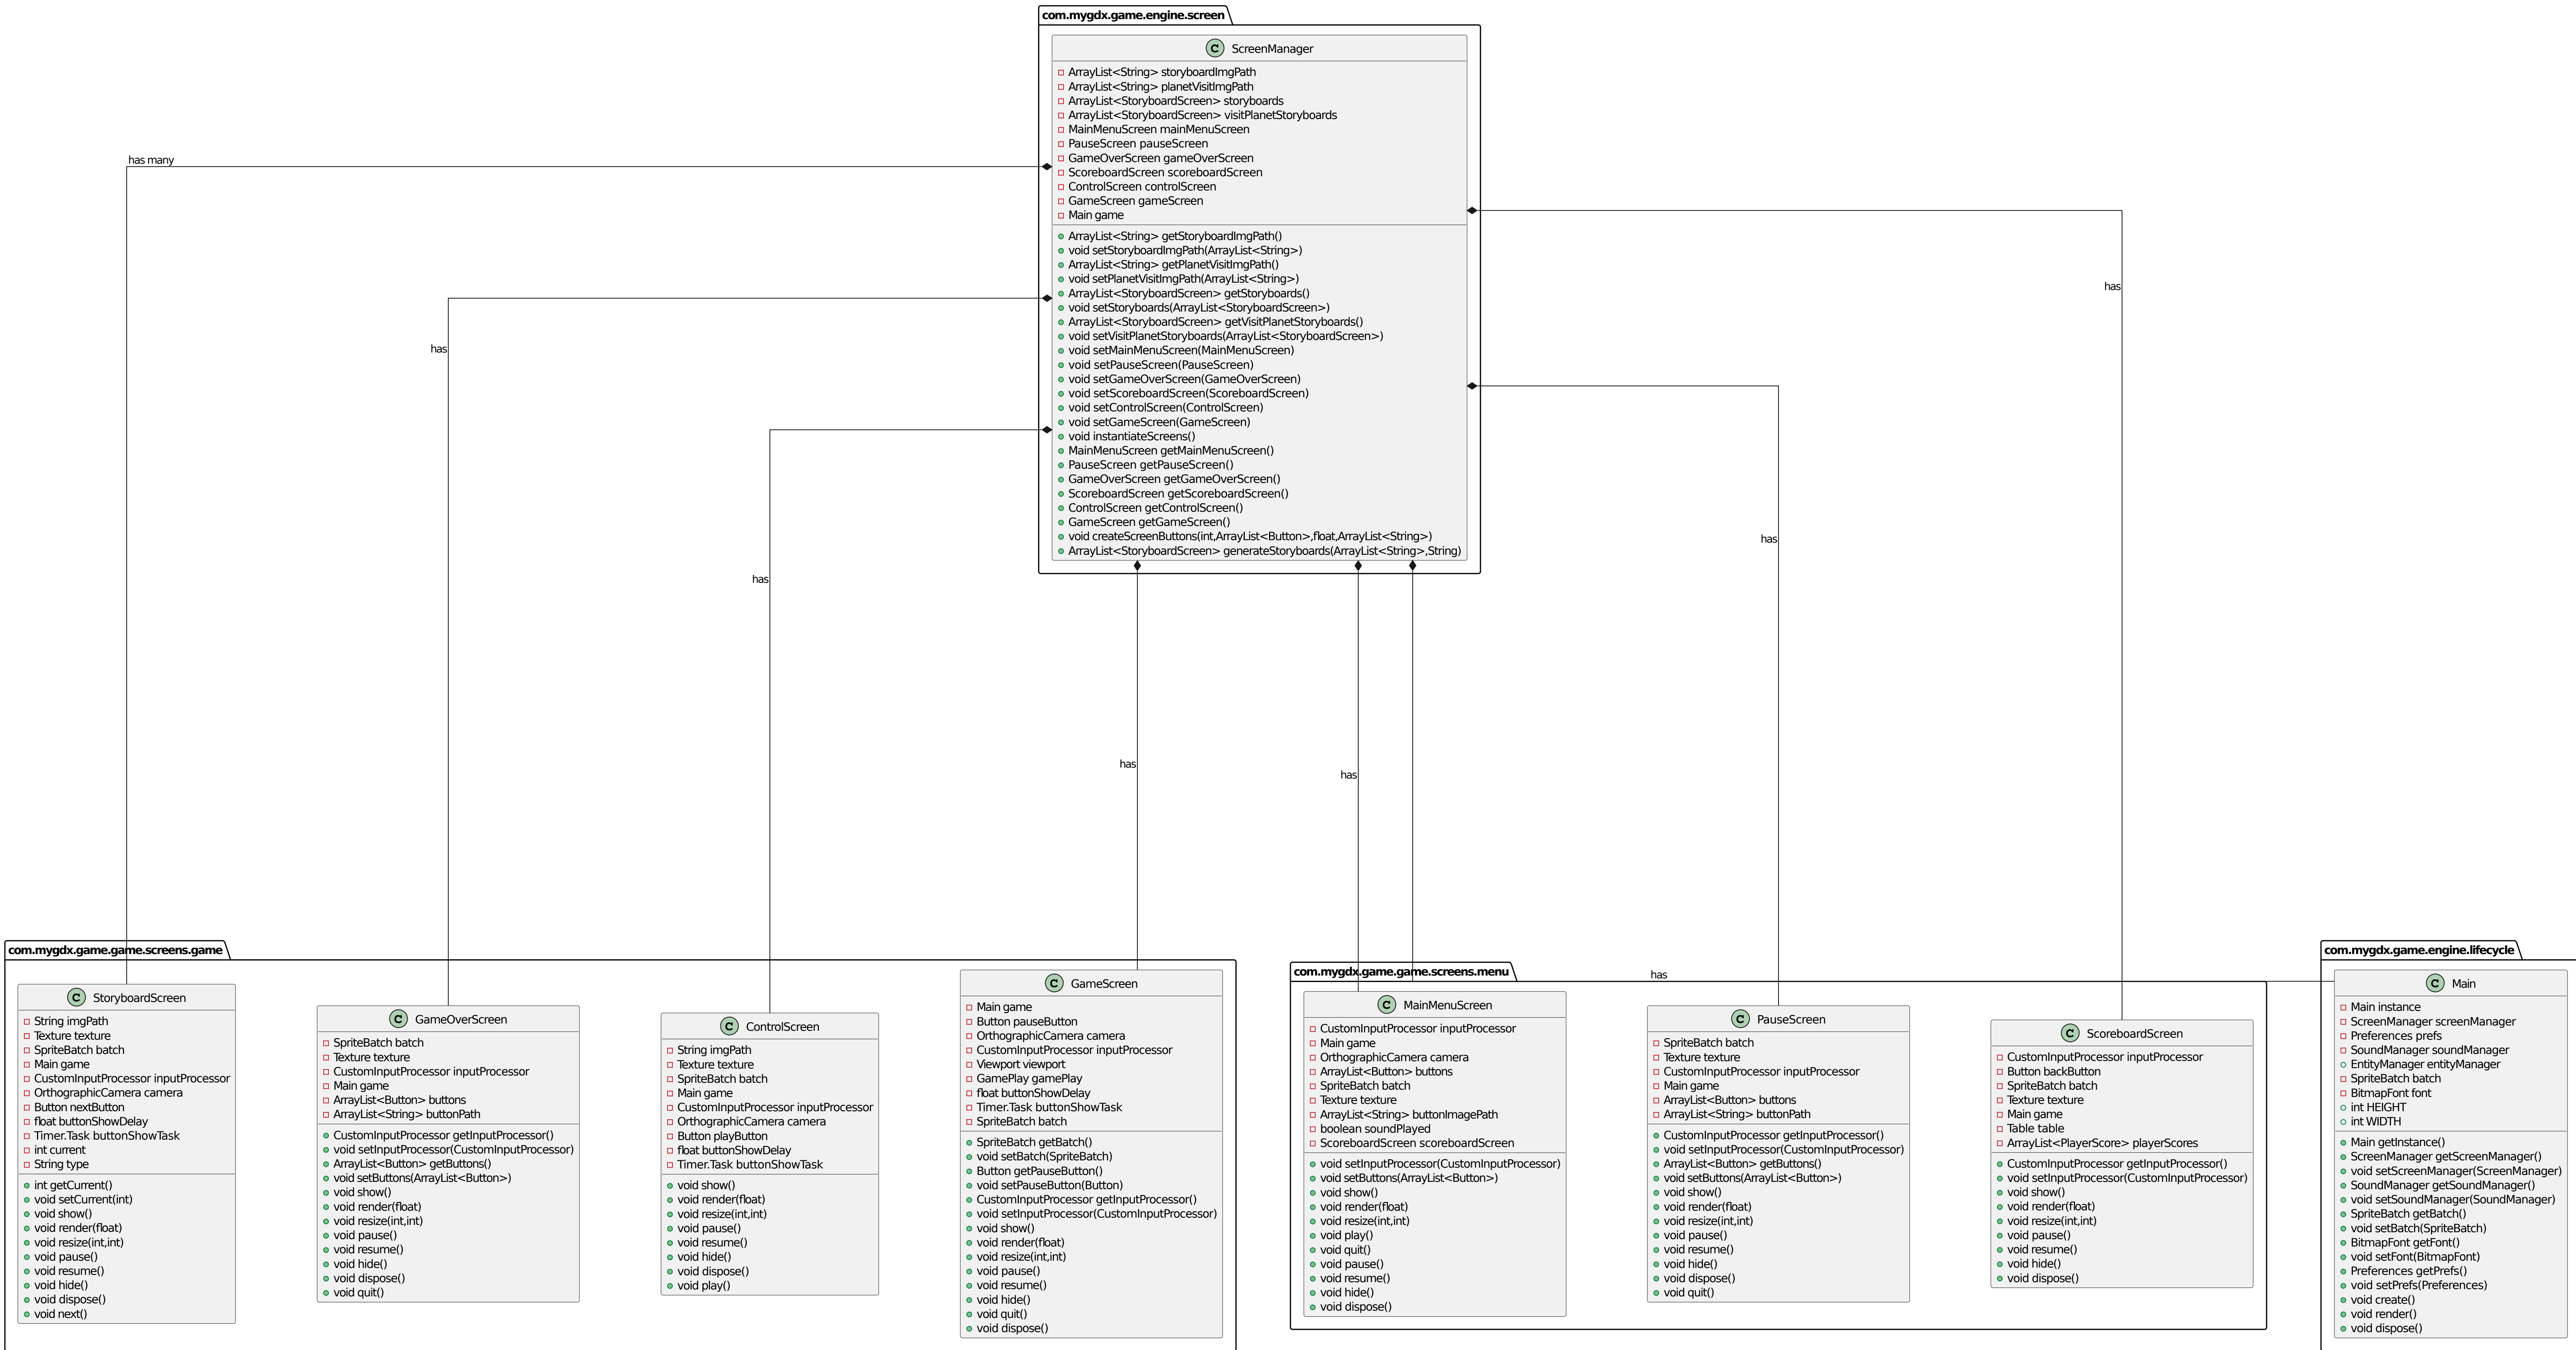 com.mygdx.game.engine.screen
C ScreenManager
ArrayList<String> storyboardImgPath
ArrayList<String> planetVisitImgPath
ArrayList<StoryboardScreen> storyboards
ArrayList<StoryboardScreen> visitPlanetStoryboards
MainMenuScreen mainMenuScreen
PauseScreen pauseScreen
GameOverScreen gameOverScreen
ScoreboardScreen scoreboardScreen
ControlScreen controlScreen
GameScreen gameScreen
Main game
ArrayList<String> getStoryboardImgPath()
void setStoryboardImgPath(ArrayList<String>)
ArrayList<String> getPlanetVisitImgPath()
void setPlanetVisitImgPath(ArrayList<String>)
ArrayList<StoryboardScreen> getStoryboards()
void setStoryboards(ArrayList<StoryboardScreen>)
ArrayList<StoryboardScreen> getVisitPlanetStoryboards()
void setVisitPlanetStoryboards(ArrayList<StoryboardScreen>)
void setMainMenuScreen(MainMenuScreen)
void setPauseScreen(PauseScreen)
void setGameOverScreen(GameOverScreen)
void setScoreboardScreen(ScoreboardScreen)
void setControlScreen(ControlScreen)
void setGameScreen(GameScreen)
void instantiateScreens()
MainMenuScreen getMainMenuScreen()
PauseScreen getPauseScreen()
GameOverScreen getGameOverScreen()
ScoreboardScreen getScoreboardScreen()
ControlScreen getControlScreen()
GameScreen getGameScreen()
void createScreenButtons(int,ArrayList<Button>,float,ArrayList<String>)
ArrayList<StoryboardScreen> generateStoryboards(ArrayList<String>,String)
has many
has
has
has
has
has
has
has
com.mygdx.game.game.screens.game
C StoryboardScreen
String imgPath
Texture texture
SpriteBatch batch
Main game
CustomInputProcessor inputProcessor
OrthographicCamera camera
Button nextButton
float buttonShowDelay
Timer.Task buttonShowTask
int current
String type
int getCurrent()
void setCurrent(int)
void show()
void render(float)
void resize(int,int)
void pause()
void resume()
void hide()
void dispose()
void next()
C GameOverScreen
SpriteBatch batch
Texture texture
CustomInputProcessor inputProcessor
Main game
ArrayList<Button> buttons
ArrayList<String> buttonPath
CustomInputProcessor getInputProcessor()
void setInputProcessor(CustomInputProcessor)
ArrayList<Button> getButtons()
void setButtons(ArrayList<Button>)
void show()
void render(float)
void resize(int,int)
void pause()
void resume()
void hide()
void dispose()
void quit()
C ControlScreen
String imgPath
Texture texture
SpriteBatch batch
Main game
CustomInputProcessor inputProcessor
OrthographicCamera camera
Button playButton
float buttonShowDelay
Timer.Task buttonShowTask
void show()
void render(float)
void resize(int,int)
void pause()
void resume()
void hide()
void dispose()
void play()
C GameScreen
Main game
Button pauseButton
OrthographicCamera camera
CustomInputProcessor inputProcessor
Viewport viewport
GamePlay gamePlay
float buttonShowDelay
Timer.Task buttonShowTask
SpriteBatch batch
SpriteBatch getBatch()
void setBatch(SpriteBatch)
Button getPauseButton()
void setPauseButton(Button)
CustomInputProcessor getInputProcessor()
void setInputProcessor(CustomInputProcessor)
void show()
void render(float)
void resize(int,int)
void pause()
void resume()
void hide()
void quit()
void dispose()
com.mygdx.game.game.screens.menu
C MainMenuScreen
CustomInputProcessor inputProcessor
Main game
OrthographicCamera camera
ArrayList<Button> buttons
SpriteBatch batch
Texture texture
ArrayList<String> buttonImagePath
boolean soundPlayed
ScoreboardScreen scoreboardScreen
void setInputProcessor(CustomInputProcessor)
void setButtons(ArrayList<Button>)
void show()
void render(float)
void resize(int,int)
void play()
void quit()
void pause()
void resume()
void hide()
void dispose()
C PauseScreen
SpriteBatch batch
Texture texture
CustomInputProcessor inputProcessor
Main game
ArrayList<Button> buttons
ArrayList<String> buttonPath
CustomInputProcessor getInputProcessor()
void setInputProcessor(CustomInputProcessor)
ArrayList<Button> getButtons()
void setButtons(ArrayList<Button>)
void show()
void render(float)
void resize(int,int)
void pause()
void resume()
void hide()
void dispose()
void quit()
C ScoreboardScreen
CustomInputProcessor inputProcessor
Button backButton
SpriteBatch batch
Texture texture
Main game
Table table
ArrayList<PlayerScore> playerScores
CustomInputProcessor getInputProcessor()
void setInputProcessor(CustomInputProcessor)
void show()
void render(float)
void resize(int,int)
void pause()
void resume()
void hide()
void dispose()
com.mygdx.game.engine.lifecycle
C Main
Main instance
ScreenManager screenManager
Preferences prefs
SoundManager soundManager
EntityManager entityManager
SpriteBatch batch
BitmapFont font
int HEIGHT
int WIDTH
Main getInstance()
ScreenManager getScreenManager()
void setScreenManager(ScreenManager)
SoundManager getSoundManager()
void setSoundManager(SoundManager)
SpriteBatch getBatch()
void setBatch(SpriteBatch)
BitmapFont getFont()
void setFont(BitmapFont)
Preferences getPrefs()
void setPrefs(Preferences)
void create()
void render()
void dispose()